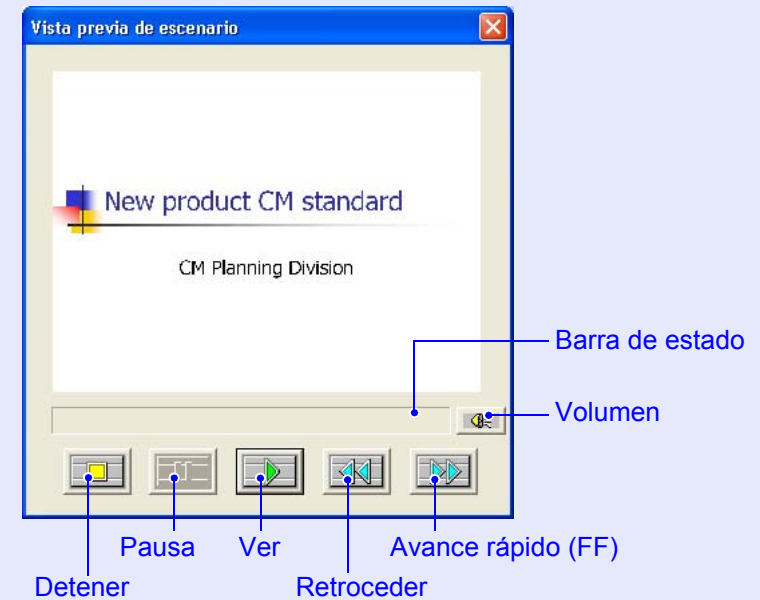 Vista previa de escenario
New product CM standard
CM Planning Division
Barra de estado
Volumen
Pausa
Ver
Avance rápido (FF)
Detener
Retroceder